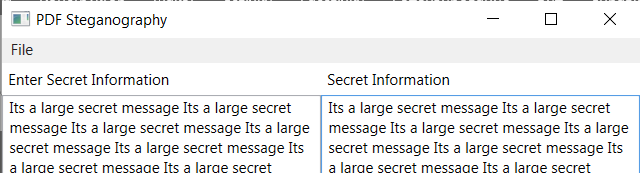 PDF Steganography
File
Enter Secret Information
Its a large secret message Its a large secret
message Its a large secret message Its a large
secret message Its a large secret message Its
a large secret message Its a large secret
Secret Information
Its a large secret message Its a large secret
message Its a large secret message Its a large
secret message Its a large secret message Its
a large secret message Its a large secret